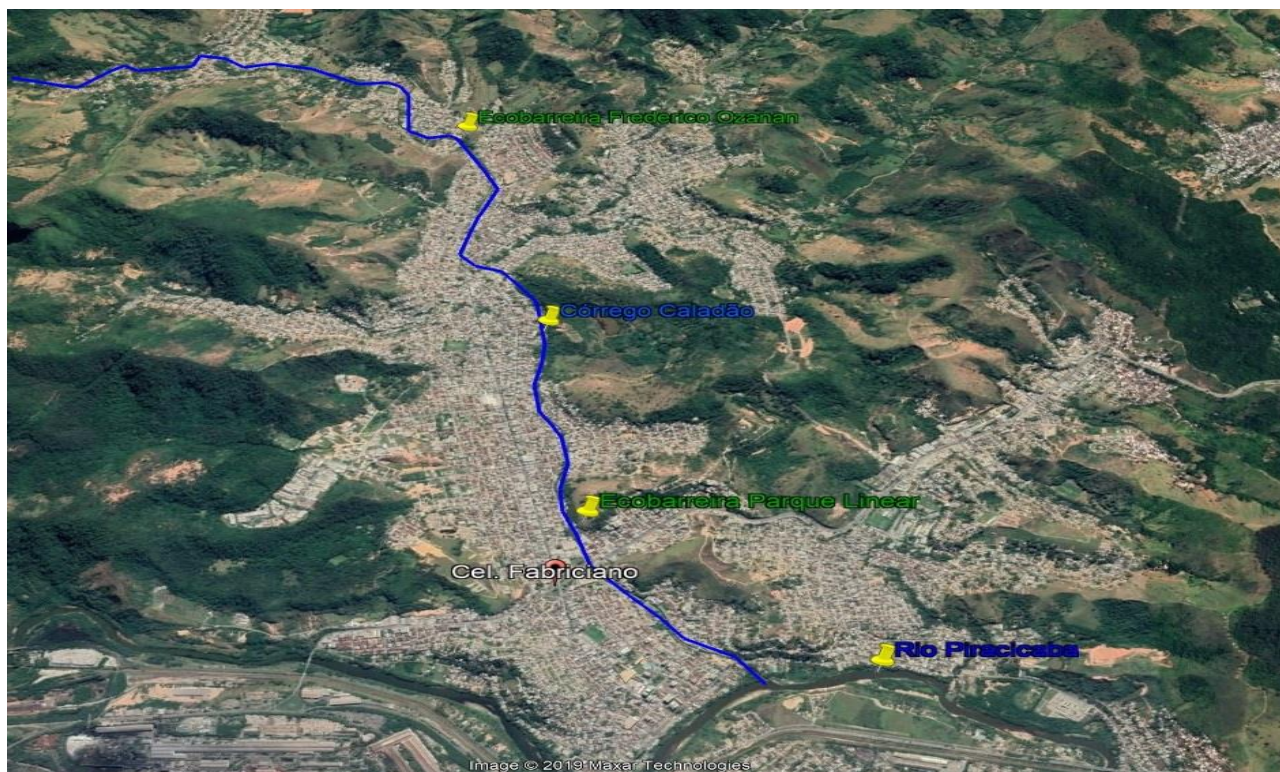 Ecobarreira Frederico Ozanan
Córrego Caladão
Ecobarreira Parque Linear
Cel. Fabriciano
Rio Piracicaba
Image © 2019 Maxar Technologies